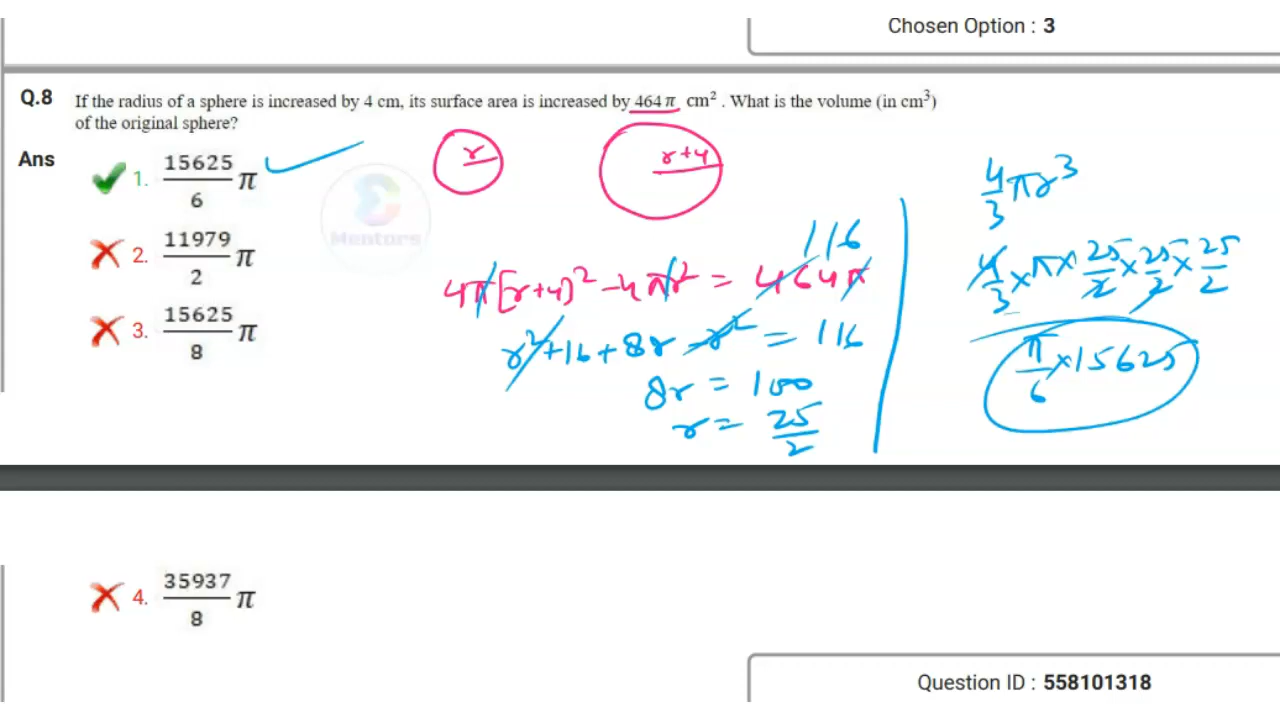 Chosen Option : 3
Q.8 If the radius of a sphere is increased by 4 cm, its surface area is increased by 464 π cm². What is the volume (in cm³)
of the original sphere?
Ans
1. 15625/6 π
2. 11979/2 π
3. 15625/8 π
Mentors
r
r+4
4π[r+4)² - 4πr² = 464π
116
r² + 16 + 8r - r² = 116
8r = 100
r = 25/2
4/3 πr³
4/3 × π × 25/2 × 25/2 × 25/2
π/6 × 15625
4. 35937/8 π
Question ID : 558101318